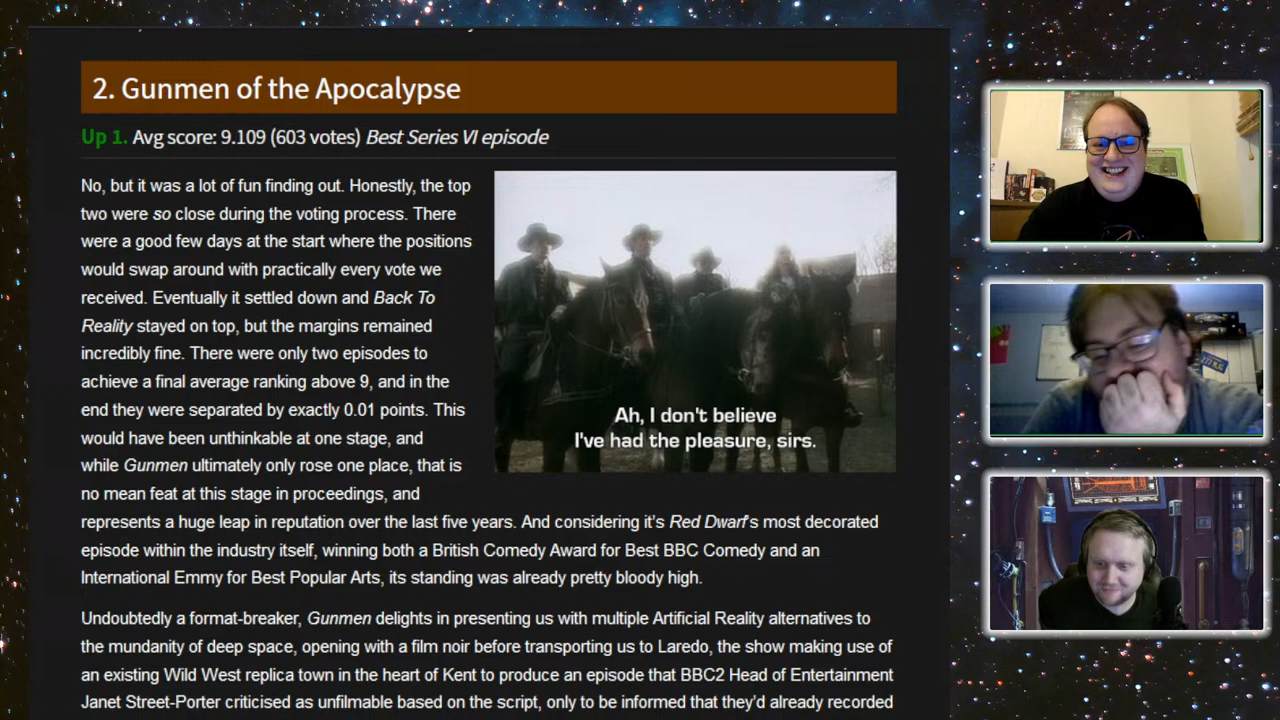 2. Gunmen of the Apocalypse
Up 1. Avg score: 9.109 (603 votes) Best Series VI episode
No, but it was a lot of fun finding out. Honestly, the top
two were so close during the voting process. There
were a good few days at the start where the positions
would swap around with practically every vote we
received. Eventually it settled down and Back To
Reality stayed on top, but the margins remained
incredibly fine. There were only two episodes to
achieve a final average ranking above 9, and in the
end they were separated by exactly 0.01 points. This
would have been unthinkable at one stage, and
while Gunmen ultimately only rose one place, that is
no mean feat at this stage in proceedings, and
represents a huge leap in reputation over the last five years. And considering it's Red Dwarf's most decorated
episode within the industry itself, winning both a British Comedy Award for Best BBC Comedy and an
International Emmy for Best Popular Arts, its standing was already pretty bloody high.
Undoubtedly a format-breaker, Gunmen delights in presenting us with multiple Artificial Reality alternatives to
the mundanity of deep space, opening with a film noir before transporting us to Laredo, the show making use of
an existing Wild West replica town in the heart of Kent to produce an episode that BBC2 Head of Entertainment
Janet Street-Porter criticised as unfilmable based on the script, only to be informed that they'd already recorded
Ah, I don't believe
I've had the pleasure, sirs.